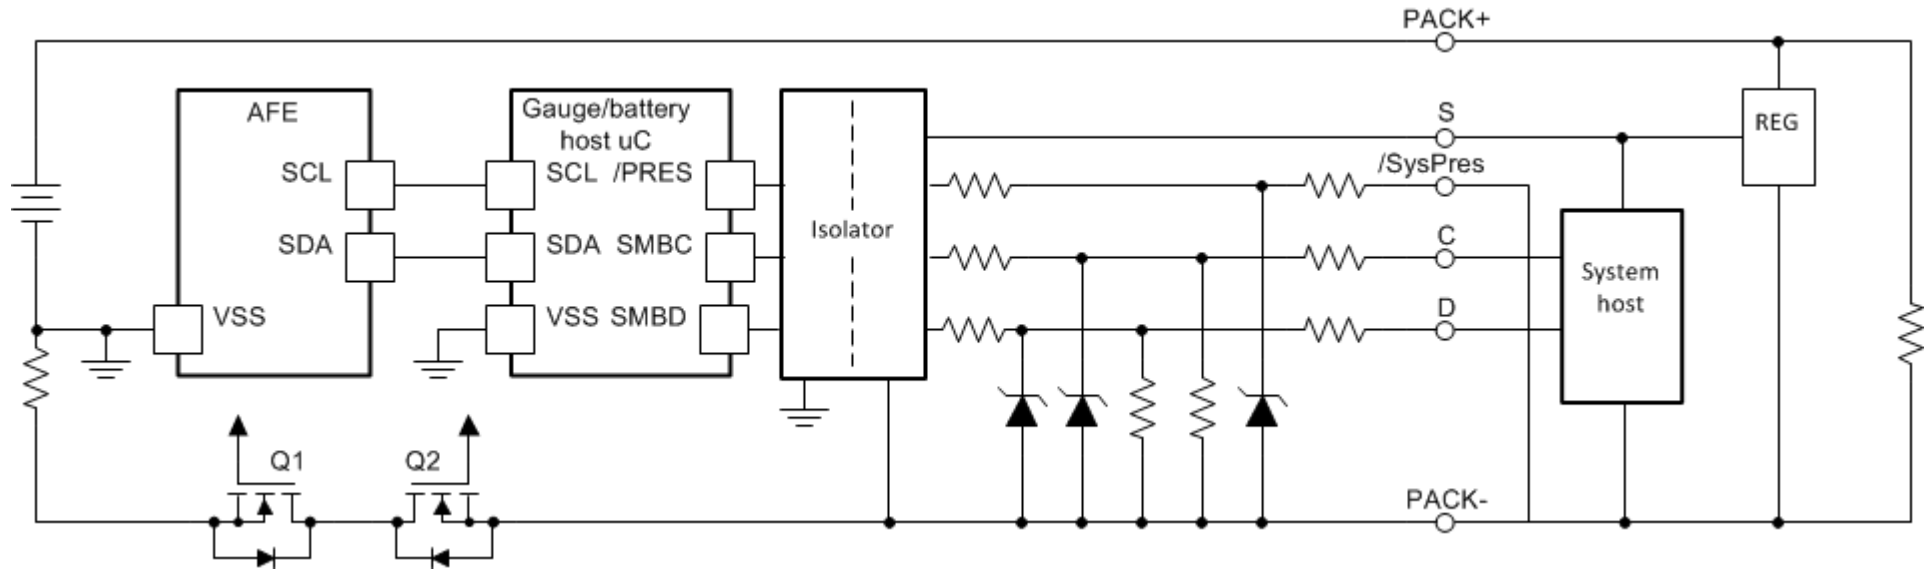 PACK+
AFE
Gauge/battery
host uC
S
REG
SCL
SCL /PRES
/SysPres
Isolator
SDA
SDA SMBC
C
System
host
VSS
VSS SMBD
D
Q1
Q2
PACK-